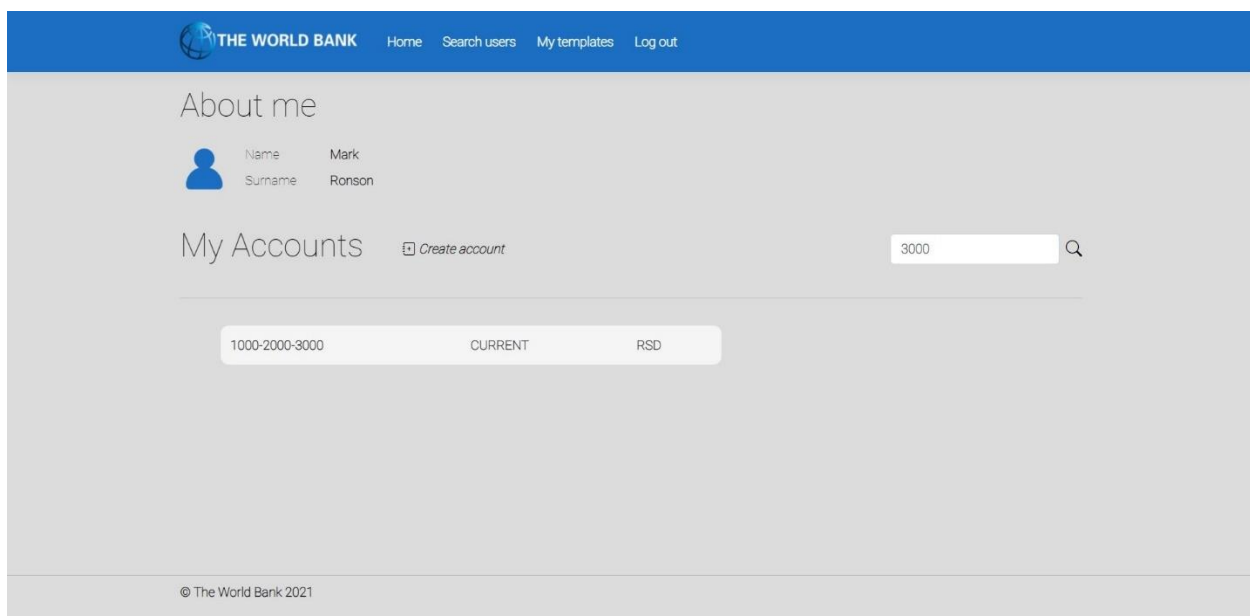 THE WORLD BANK Home Search users My templates Log out
About me
Name Mark
Surname Ronson
My Accounts Create account 3000
1000-2000-3000 CURRENT RSD
© The World Bank 2021